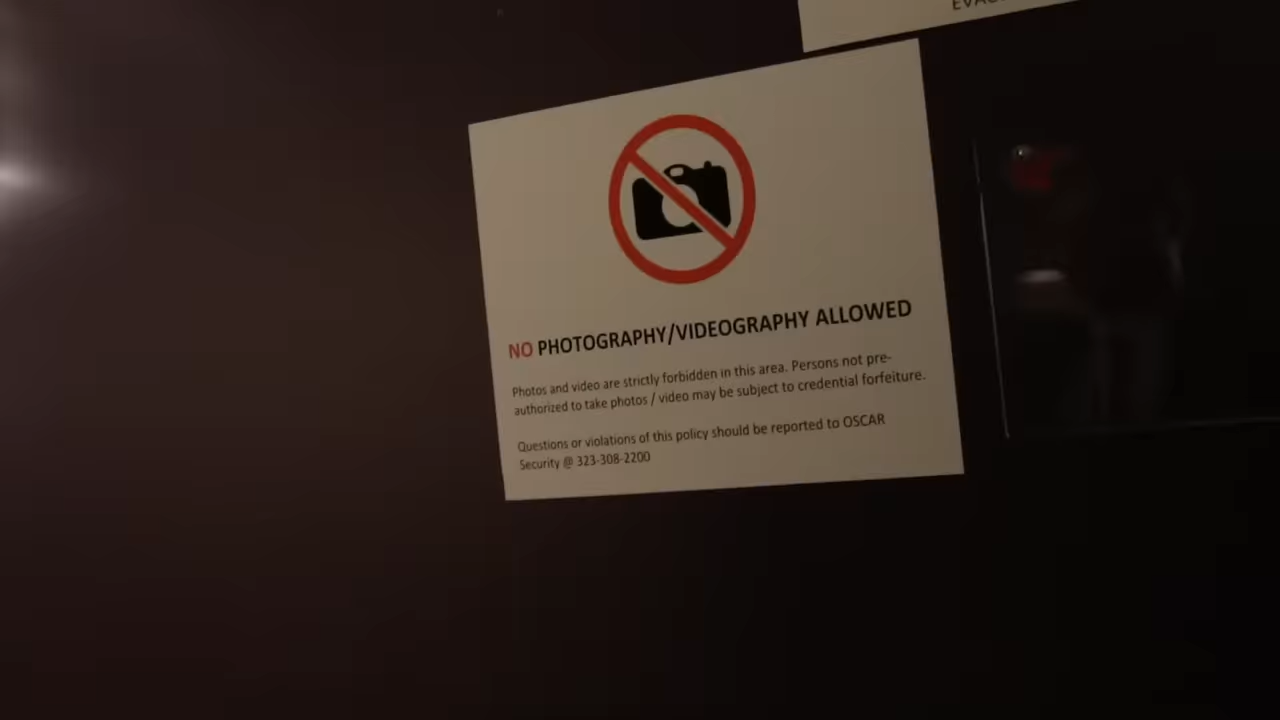 NO PHOTOGRAPHY/VIDEOGRAPHY ALLOWED
Photos and video are strictly forbidden in this area. Persons not pre-
authorized to take photos / video may be subject to credential forfeiture.
Questions or violations of this policy should be reported to OSCAR
Security @ 323-308-2200